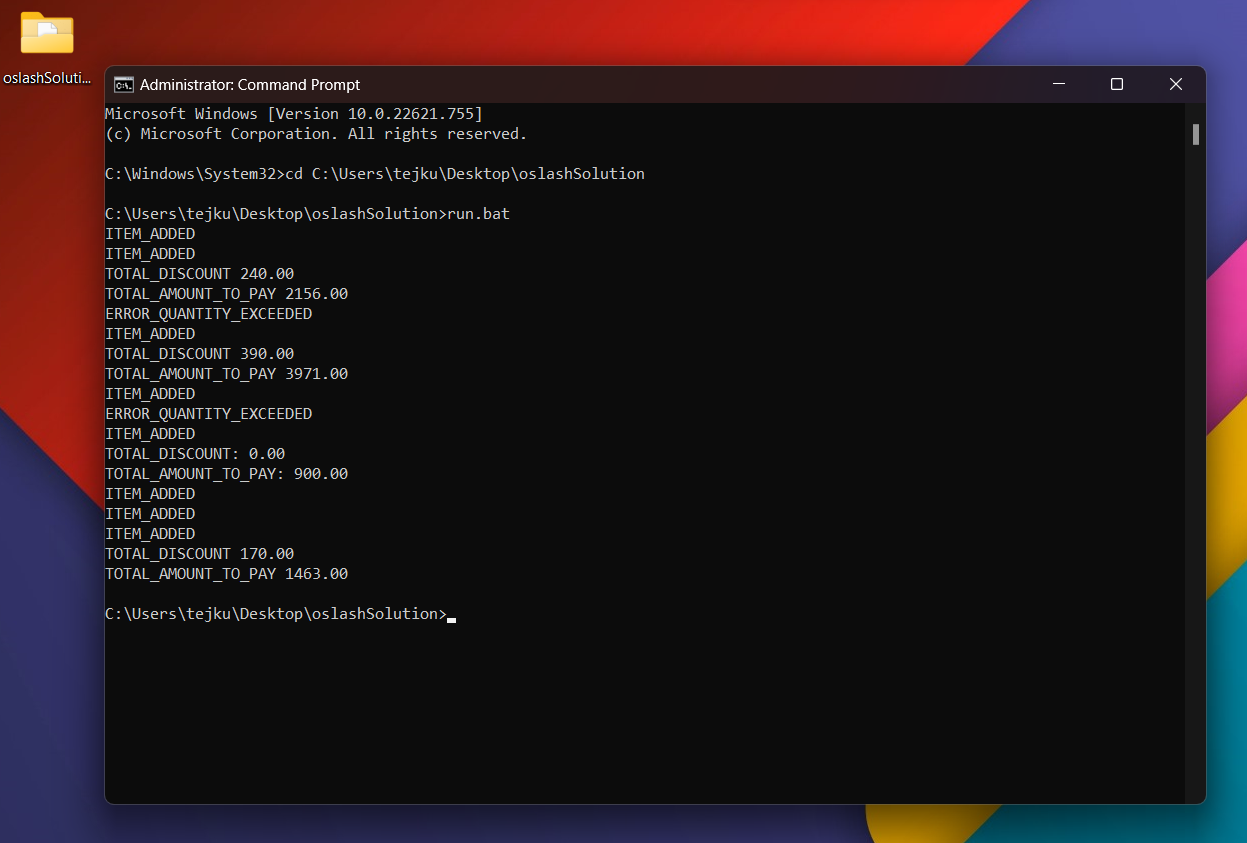 oslashSoluti...
Administrator: Command Prompt
Microsoft Windows [Version 10.0.22621.755]
(c) Microsoft Corporation. All rights reserved.
C:\Windows\System32>cd C:\Users\tejku\Desktop\oslashSolution
C:\Users\tejku\Desktop\oslashSolution>run.bat
ITEM_ADDED
ITEM_ADDED
TOTAL_DISCOUNT 240.00
TOTAL_AMOUNT_TO_PAY 2156.00
ERROR_QUANTITY_EXCEEDED
ITEM_ADDED
TOTAL_DISCOUNT 390.00
TOTAL_AMOUNT_TO_PAY 3971.00
ITEM_ADDED
ERROR_QUANTITY_EXCEEDED
ITEM_ADDED
TOTAL_DISCOUNT: 0.00
TOTAL_AMOUNT_TO_PAY: 900.00
ITEM_ADDED
ITEM_ADDED
ITEM_ADDED
TOTAL_DISCOUNT 170.00
TOTAL_AMOUNT_TO_PAY 1463.00
C:\Users\tejku\Desktop\oslashSolution>